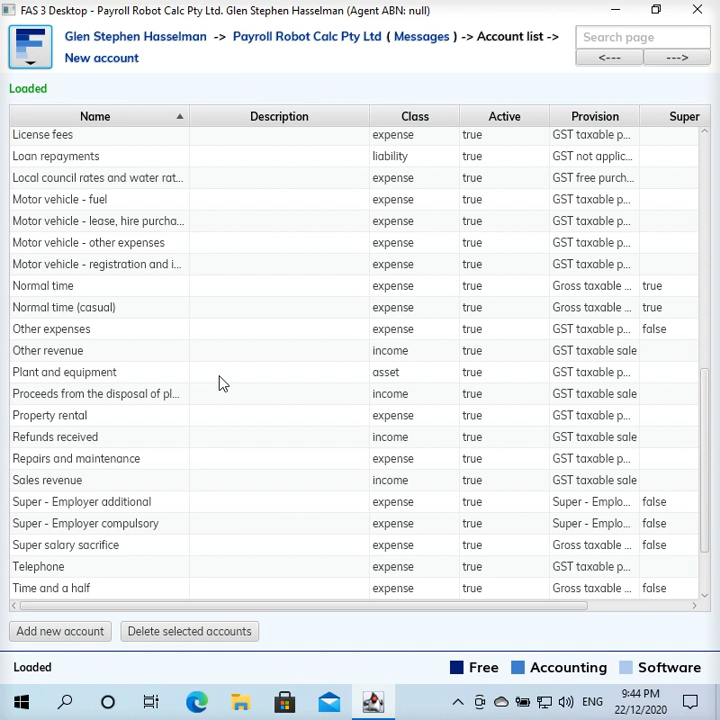 FAS 3 Desktop - Payroll Robot Calc Pty Ltd. Glen Stephen Hasselman (Agent ABN: null)
Glen Stephen Hasselman -> Payroll Robot Calc Pty Ltd ( Messages ) -> Account list ->
New account
Search page
<--- --->
Loaded
Name Description Class Active Provision Super
License fees expense true GST taxable p...
Loan repayments liability true GST not applic...
Local council rates and water rat... expense true GST free purch...
Motor vehicle - fuel expense true GST taxable p...
Motor vehicle - lease, hire purcha... expense true GST taxable p...
Motor vehicle - other expenses expense true GST taxable p...
Motor vehicle - registration and i... expense true GST taxable p...
Normal time expense true Gross taxable ... true
Normal time (casual) expense true Gross taxable ... true
Other expenses expense true GST taxable p... false
Other revenue income true GST taxable sale
Plant and equipment asset true GST taxable p...
Proceeds from the disposal of pl... income true GST taxable sale
Property rental expense true GST taxable p...
Refunds received income true GST taxable sale
Repairs and maintenance expense true GST taxable p...
Sales revenue income true GST taxable sale
Super - Employer additional expense true Super - Emplo... false
Super - Employer compulsory expense true Super - Emplo... false
Super salary sacrifice expense true Gross taxable ... false
Telephone expense true GST taxable p...
Time and a half expense true Gross taxable ... false
Add new account Delete selected accounts
Loaded Free Accounting Software
ENG 9:44 PM
22/12/2020